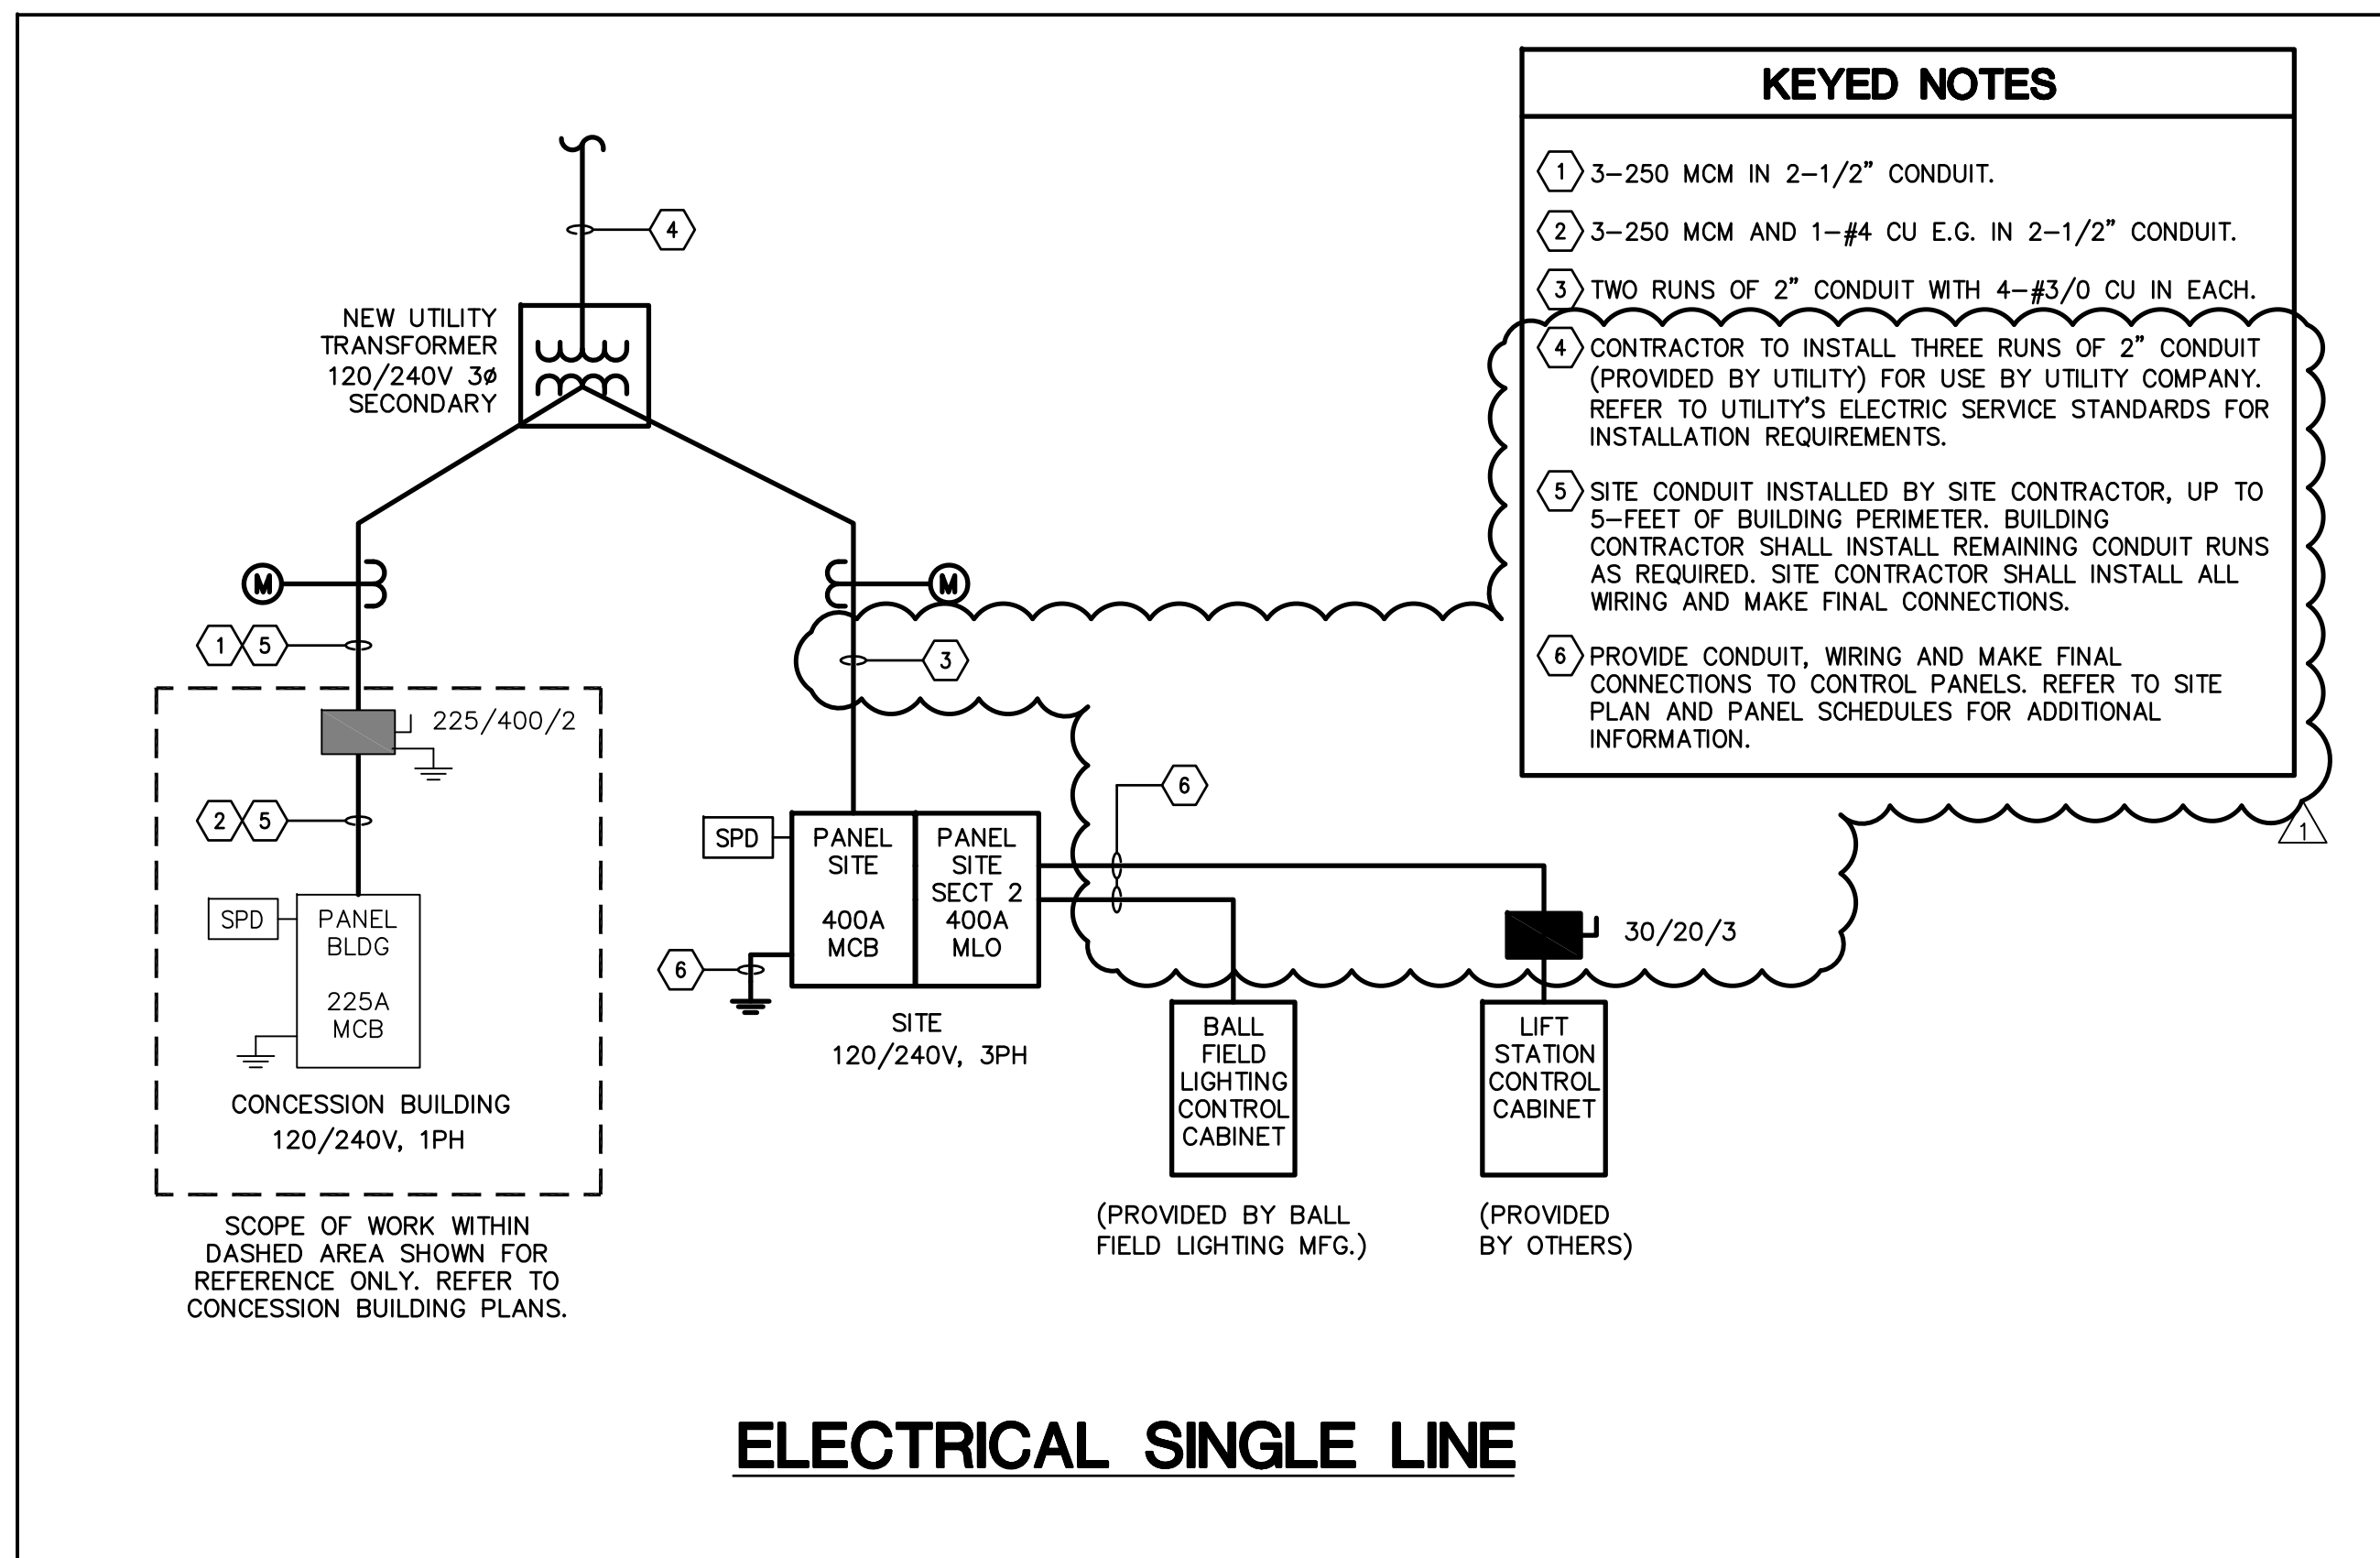 KEYED NOTES
1 3-250 MCM IN 2-1/2" CONDUIT.
2 3-250 MCM AND 1-#4 CU E.G. IN 2-1/2" CONDUIT.
3 TWO RUNS OF 2" CONDUIT WITH 4-#3/0 CU IN EACH.
4 CONTRACTOR TO INSTALL THREE RUNS OF 2" CONDUIT
(PROVIDED BY UTILITY) FOR USE BY UTILITY COMPANY.
REFER TO UTILITY'S ELECTRIC SERVICE STANDARDS FOR
INSTALLATION REQUIREMENTS.
5 SITE CONDUIT INSTALLED BY SITE CONTRACTOR, UP TO
5-FEET OF BUILDING PERIMETER. BUILDING
CONTRACTOR SHALL INSTALL REMAINING CONDUIT RUNS
AS REQUIRED. SITE CONTRACTOR SHALL INSTALL ALL
WIRING AND MAKE FINAL CONNECTIONS.
6 PROVIDE CONDUIT, WIRING AND MAKE FINAL
CONNECTIONS TO CONTROL PANELS. REFER TO SITE
PLAN AND PANEL SCHEDULES FOR ADDITIONAL
INFORMATION.
1
4
NEW UTILITY
TRANSFORMER
120/240V 3ø
SECONDARY
M
M
1 5
3
225/400/2
2 5
SPD
PANEL
BLDG
225A
MCB
CONCESSION BUILDING
120/240V, 1PH
SCOPE OF WORK WITHIN
DASHED AREA SHOWN FOR
REFERENCE ONLY. REFER TO
CONCESSION BUILDING PLANS.
6
SPD
PANEL
SITE
400A
MCB
PANEL
SITE
SECT 2
400A
MLO
6
SITE
120/240V, 3PH
30/20/3
BALL
FIELD
LIGHTING
CONTROL
CABINET
(PROVIDED BY BALL
FIELD LIGHTING MFG.)
LIFT
STATION
CONTROL
CABINET
(PROVIDED
BY OTHERS)
ELECTRICAL SINGLE LINE